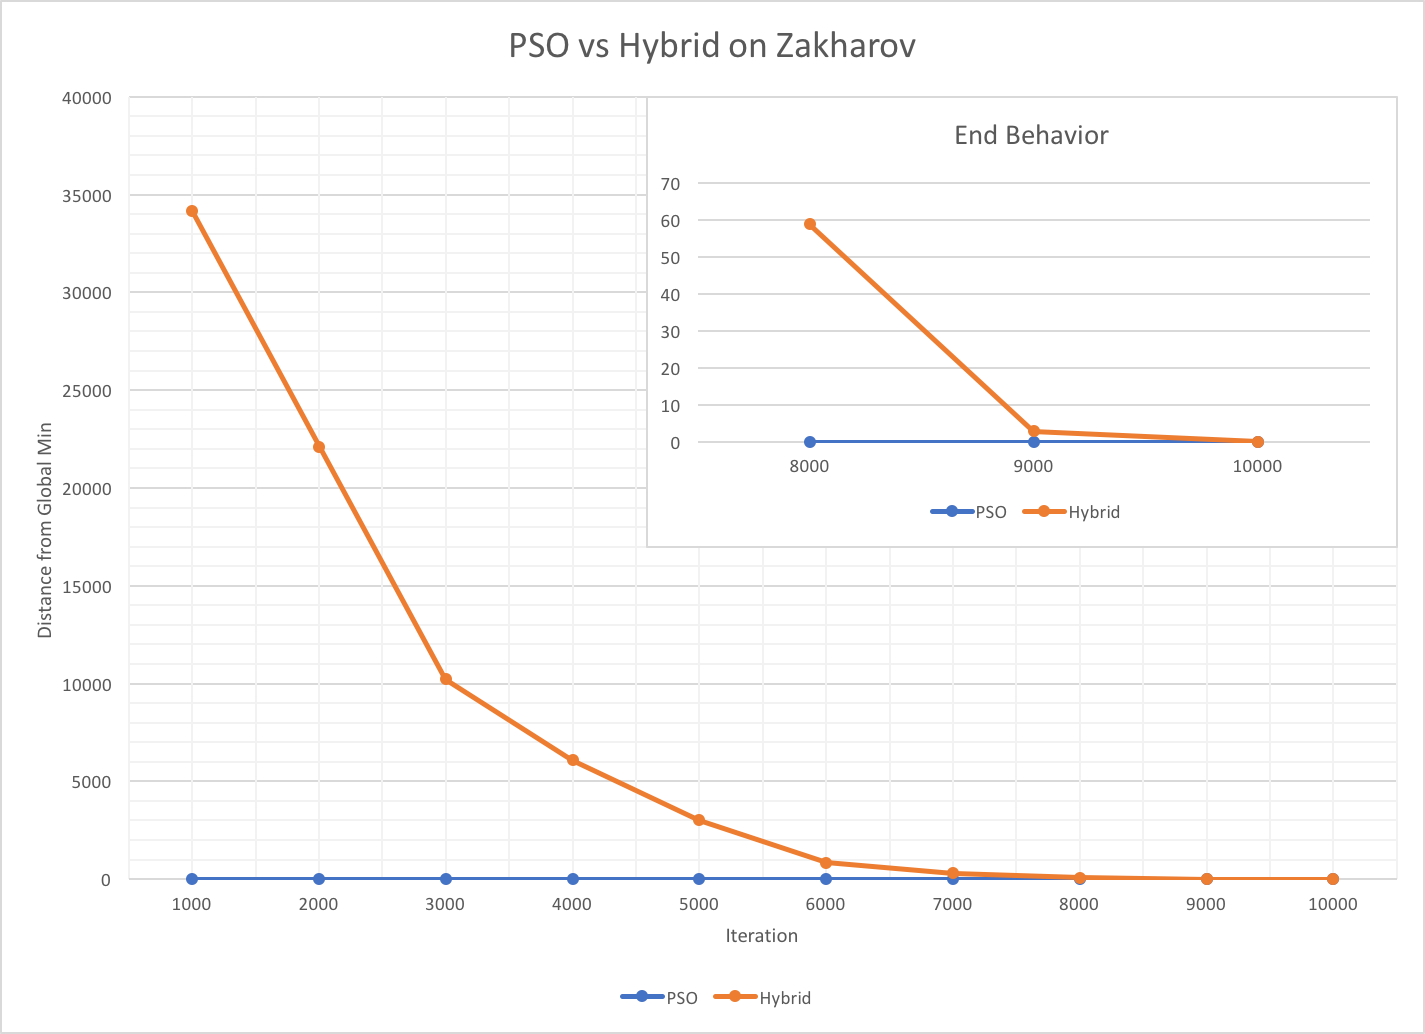 PSO vs Hybrid on Zakharov
40000
35000
30000
25000
20000
15000
10000
5000
0
Distance from Global Min
End Behavior
70
60
50
40
30
20
10
0
8000 9000 10000
PSO Hybrid
1000 2000 3000 4000 5000 6000 7000 8000 9000 10000
Iteration
PSO Hybrid